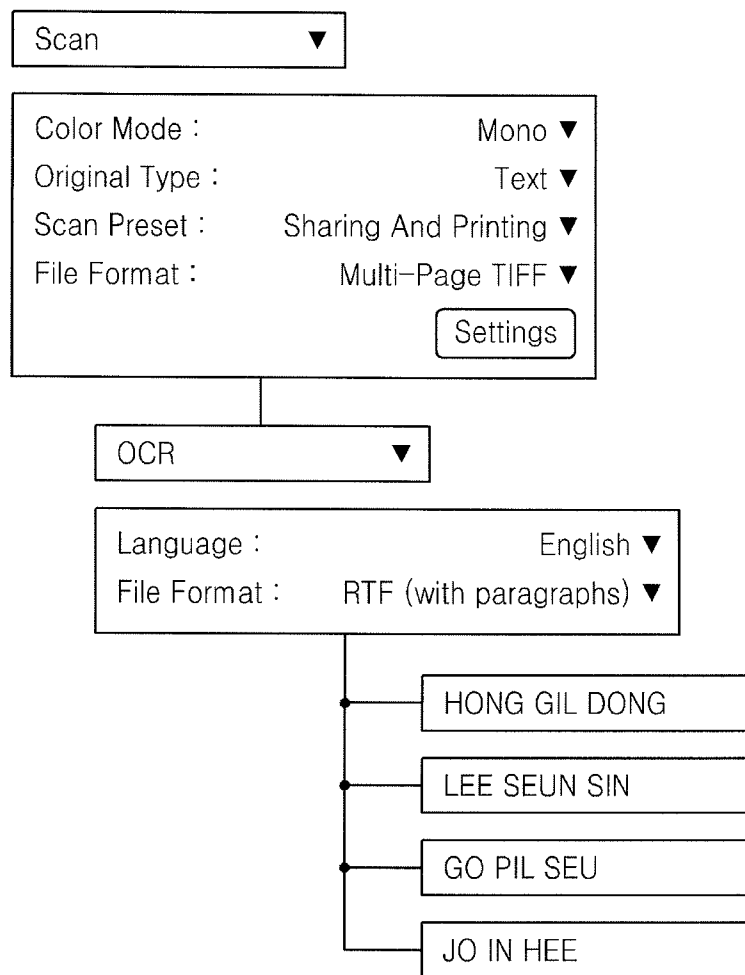 Scan ▼
Color Mode : Mono ▼
Original Type : Text ▼
Scan Preset : Sharing And Printing ▼
File Format : Multi-Page TIFF ▼
Settings
OCR ▼
Language : English ▼
File Format : RTF (with paragraphs) ▼
HONG GIL DONG
LEE SEUN SIN
GO PIL SEU
JO IN HEE